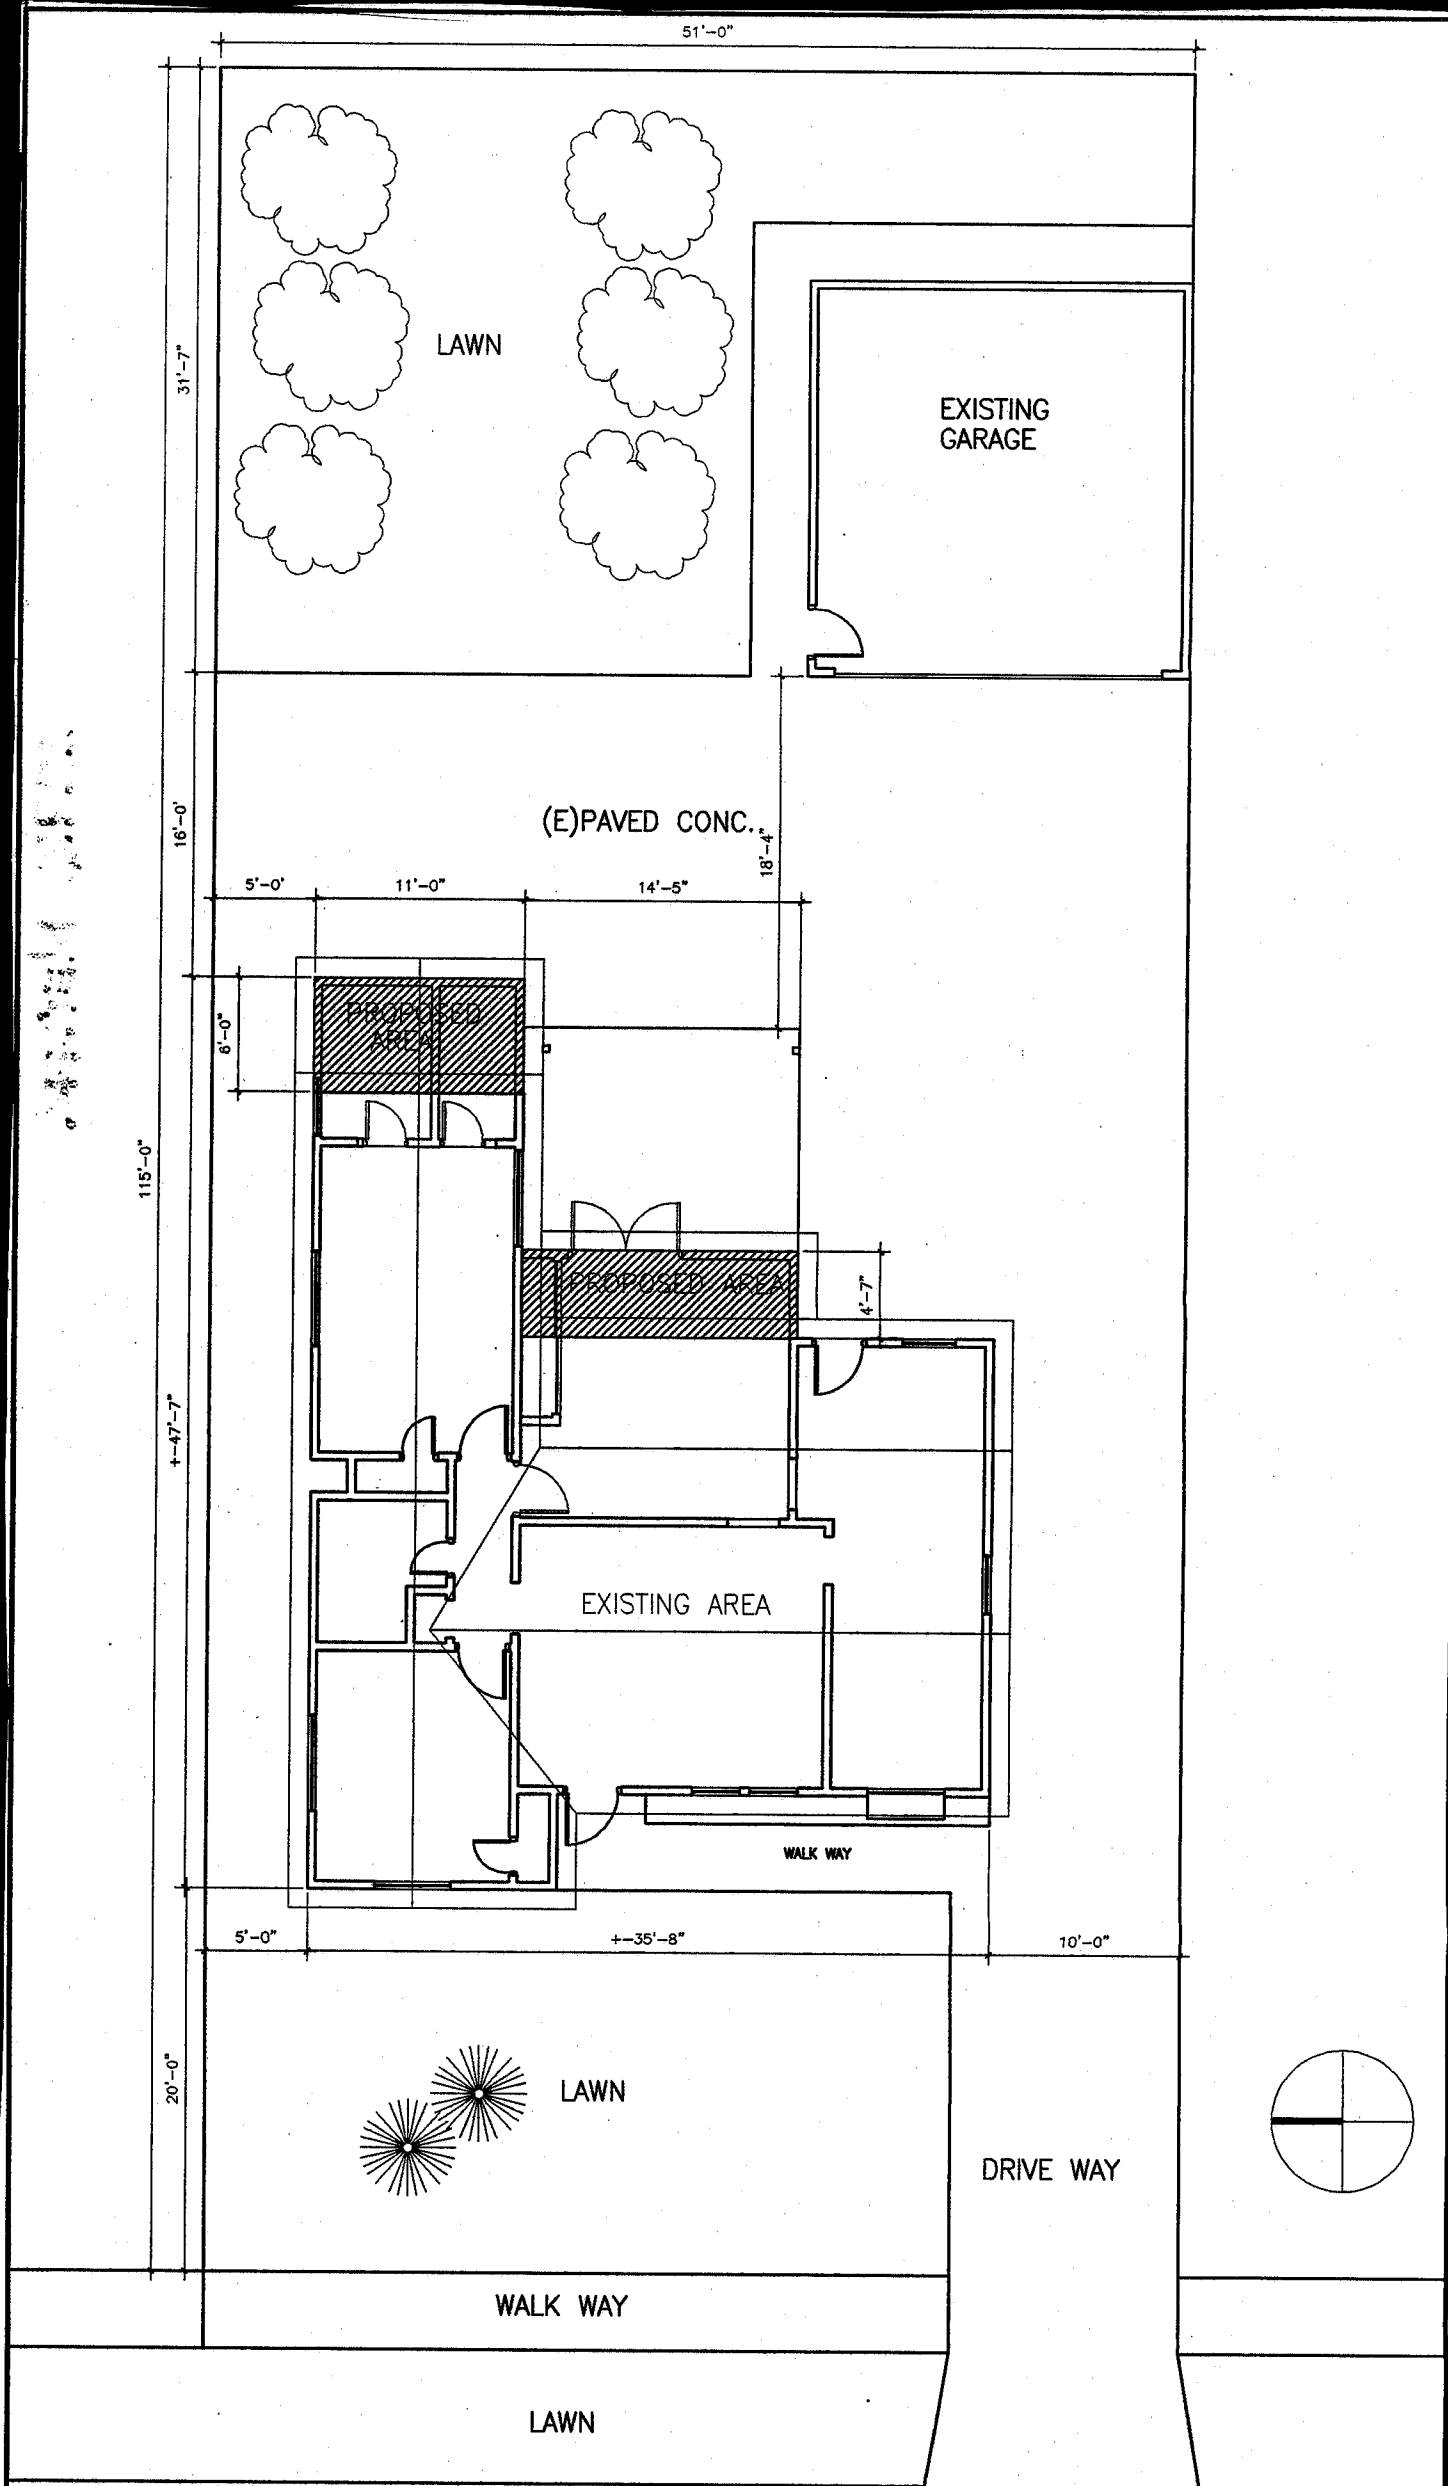 51'-0"
31'-7"
LAWN
EXISTING
GARAGE
16'-0'
(E)PAVED CONC.
18'-4"
5'-0'
11'-0"
14'-5"
PROPOSED
AREA
6'-0"
115'-0"
PROPOSED AREA
4'-7"
+-47'-7"
EXISTING AREA
WALK WAY
5'-0"
+-35'-8"
10'-0"
20'-0"
LAWN
DRIVE WAY
WALK WAY
LAWN